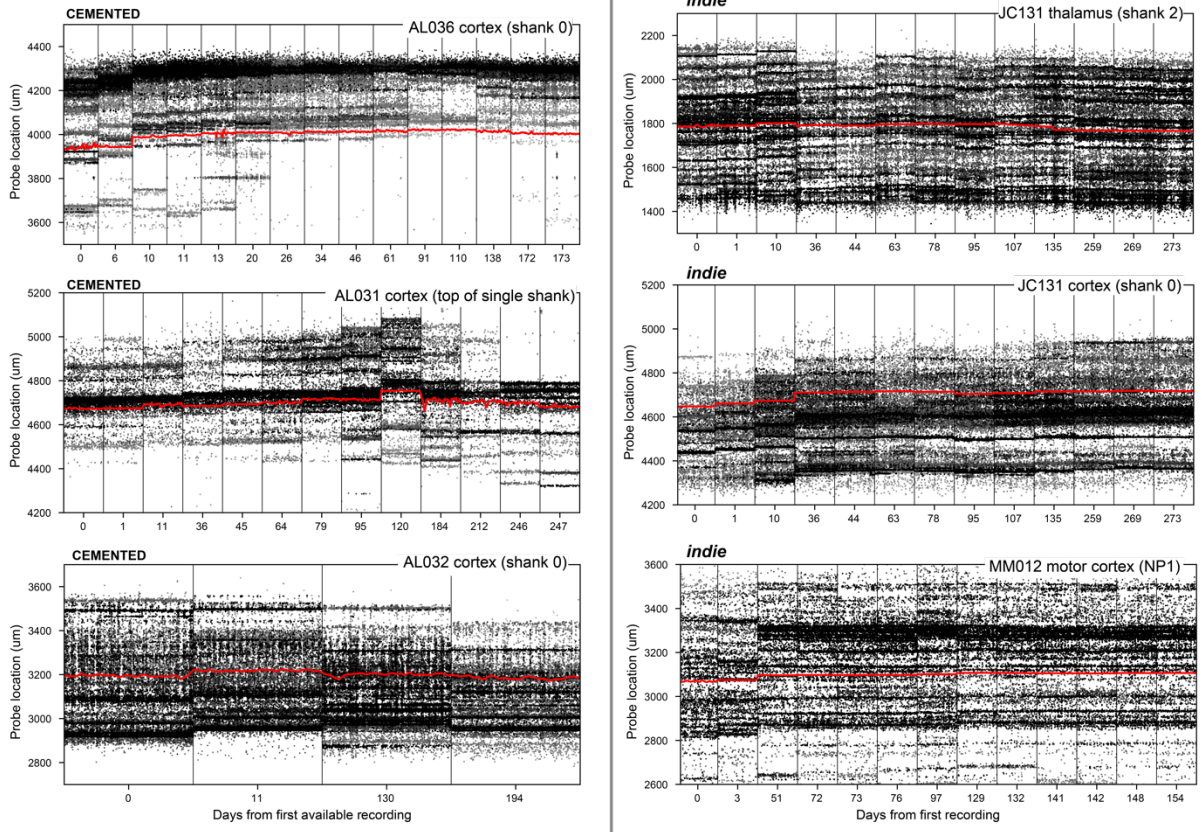 CEMENTED
AL036 cortex (shank 0)
Probe location (um)
4400
4200
4000
3800
3600
0 6 10 11 13 20 26 34 46 61 91 110 138 172 173
CEMENTED
AL031 cortex (top of single shank)
Probe location (um)
5200
5000
4800
4600
4400
4200
0 1 11 36 45 64 79 95 120 184 212 246 247
CEMENTED
AL032 cortex (shank 0)
Probe location (um)
3600
3400
3200
3000
2800
0 11 130 194
Days from first available recording
indie
JC131 thalamus (shank 2)
Probe location (um)
2200
2000
1800
1600
1400
0 1 10 36 44 63 78 95 107 135 259 269 273
indie
JC131 cortex (shank 0)
Probe location (um)
5200
5000
4800
4600
4400
4200
0 1 10 36 44 63 78 95 107 135 259 269 273
indie
MM012 motor cortex (NP1)
Probe location (um)
3600
3400
3200
3000
2800
2600
0 3 51 72 73 76 97 129 132 141 142 148 154
Days from first recording